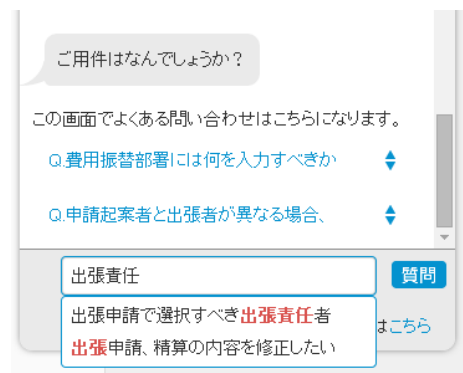 ご用件はなんでしょうか？
この画面でよくある問い合わせはこちらになります。
Q.費用振替部署には何を入力すべきか
Q.申請起案者と出張者が異なる場合、
出張責任
質問
出張申請で選択すべき出張責任者
出張申請、精算の内容を修正したい
はこちら